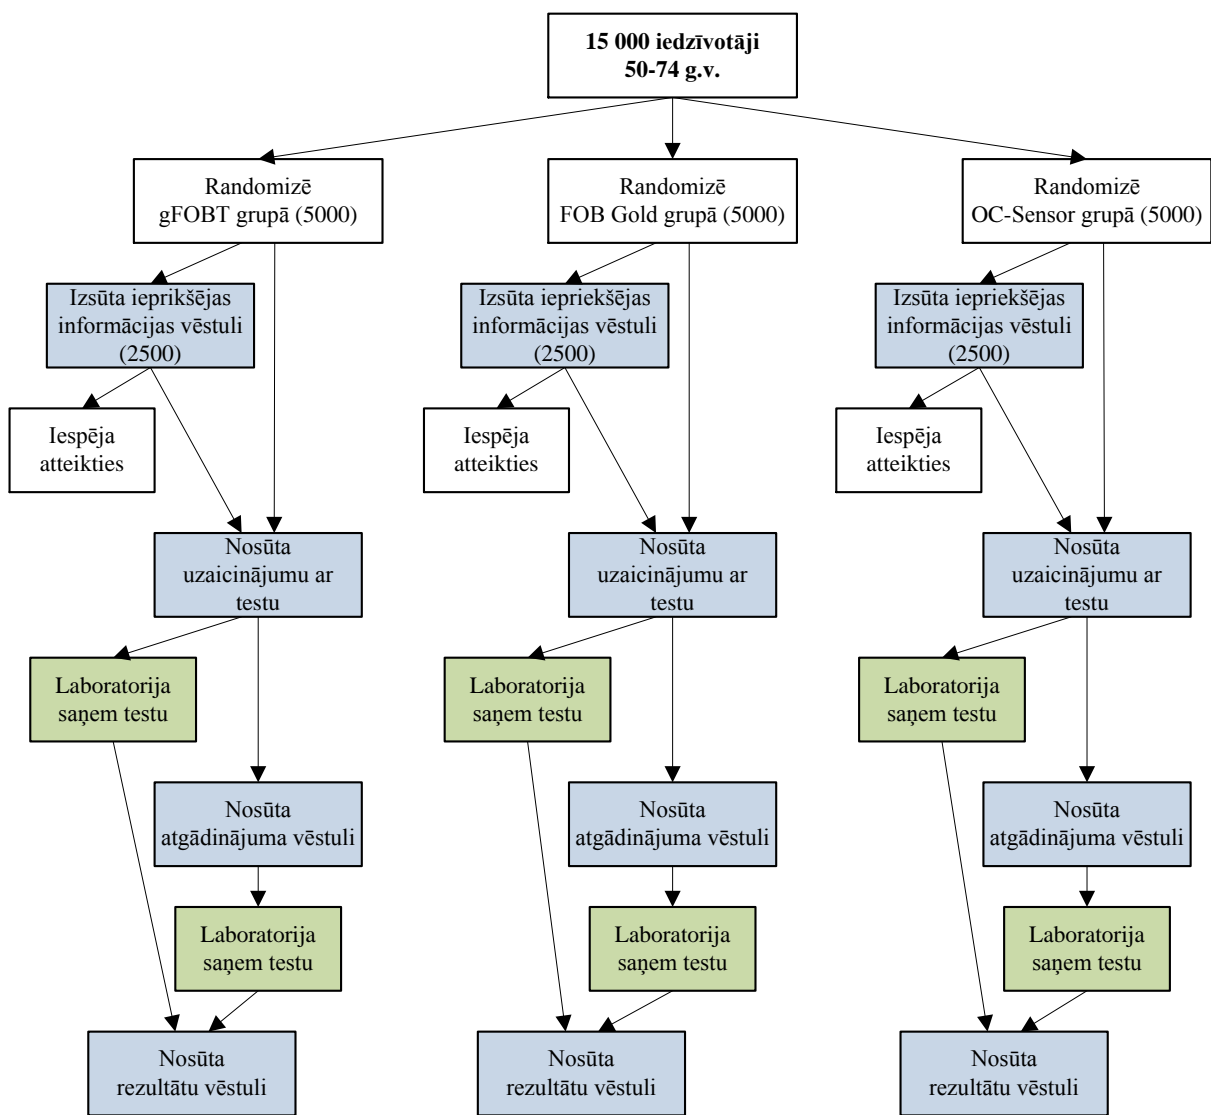 15 000 iedzīvotāji
50-74 g.v.
Randomizē
gFOBT grupā (5000)
Randomizē
FOB Gold grupā (5000)
Randomizē
OC-Sensor grupā (5000)
Izsūta ieprikšējas
informācijas vēstuli
(2500)
Izsūta iepriekšējas
informācijas vēstuli
(2500)
Izsūta iepriekšējas
informācijas vēstuli
(2500)
Iespēja
atteikties
Iespēja
atteikties
Iespēja
atteikties
Nosūta
uzaicinājumu ar
testu
Nosūta
uzaicinājumu ar
testu
Nosūta
uzaicinājumu ar
testu
Laboratorija
saņem testu
Laboratorija
saņem testu
Laboratorija
saņem testu
Nosūta
atgādinājuma vēstuli
Nosūta
atgādinājuma vēstuli
Nosūta
atgādinājuma vēstuli
Laboratorija
saņem testu
Laboratorija
saņem testu
Laboratorija
saņem testu
Nosūta
rezultātu vēstuli
Nosūta
rezultātu vēstuli
Nosūta
rezultātu vēstuli